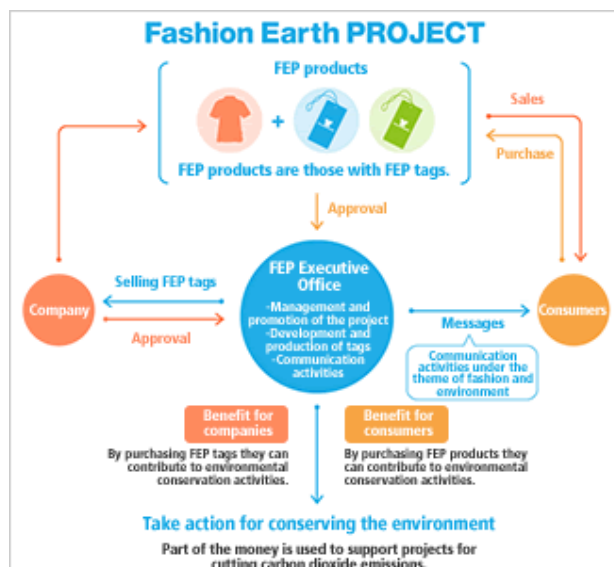 Fashion Earth PROJECT
FEP products
+
FEP products are those with FEP tags.
Sales
Purchase
Approval
Company
Selling FEP tags
Approval
FEP Executive
Office
-Management and
promotion of the project
-Development and
production of tags
-Communication
activities
Messages
Communication
activities under the
theme of fashion and
environment
Consumers
Benefit for
companies
By purchasing FEP tags they can
contribute to environmental
conservation activities.
Benefit for
consumers
By purchasing FEP products they
can contribute to environmental
conservation activities.
Take action for conserving the environment
Part of the money is used to support projects for
cutting carbon dioxide emissions.